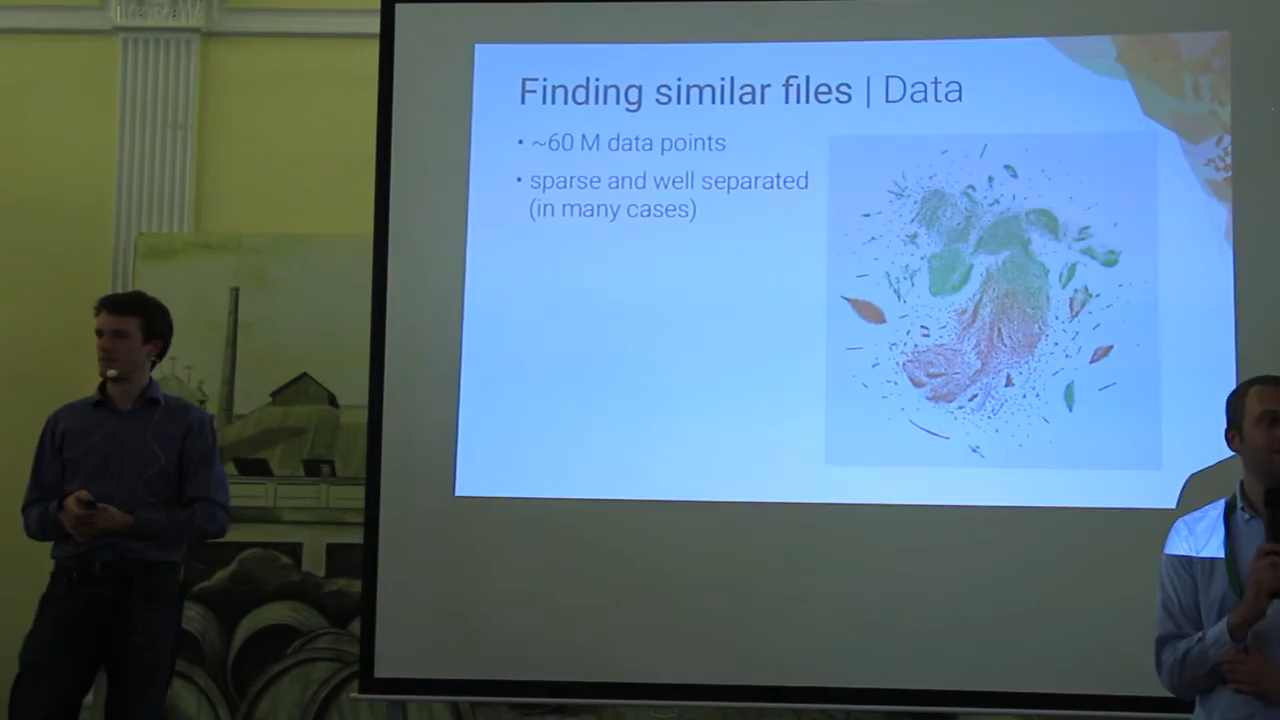 Finding similar files | Data
• ~60 M data points
• sparse and well separated
(in many cases)